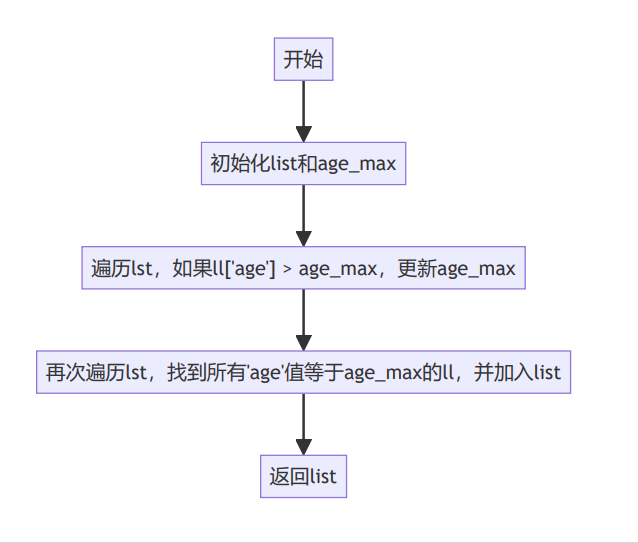 开始
初始化list和age_max
遍历lst，如果ll['age'] > age_max，更新age_max
再次遍历lst，找到所有'age'值等于age_max的ll，并加入list
返回list